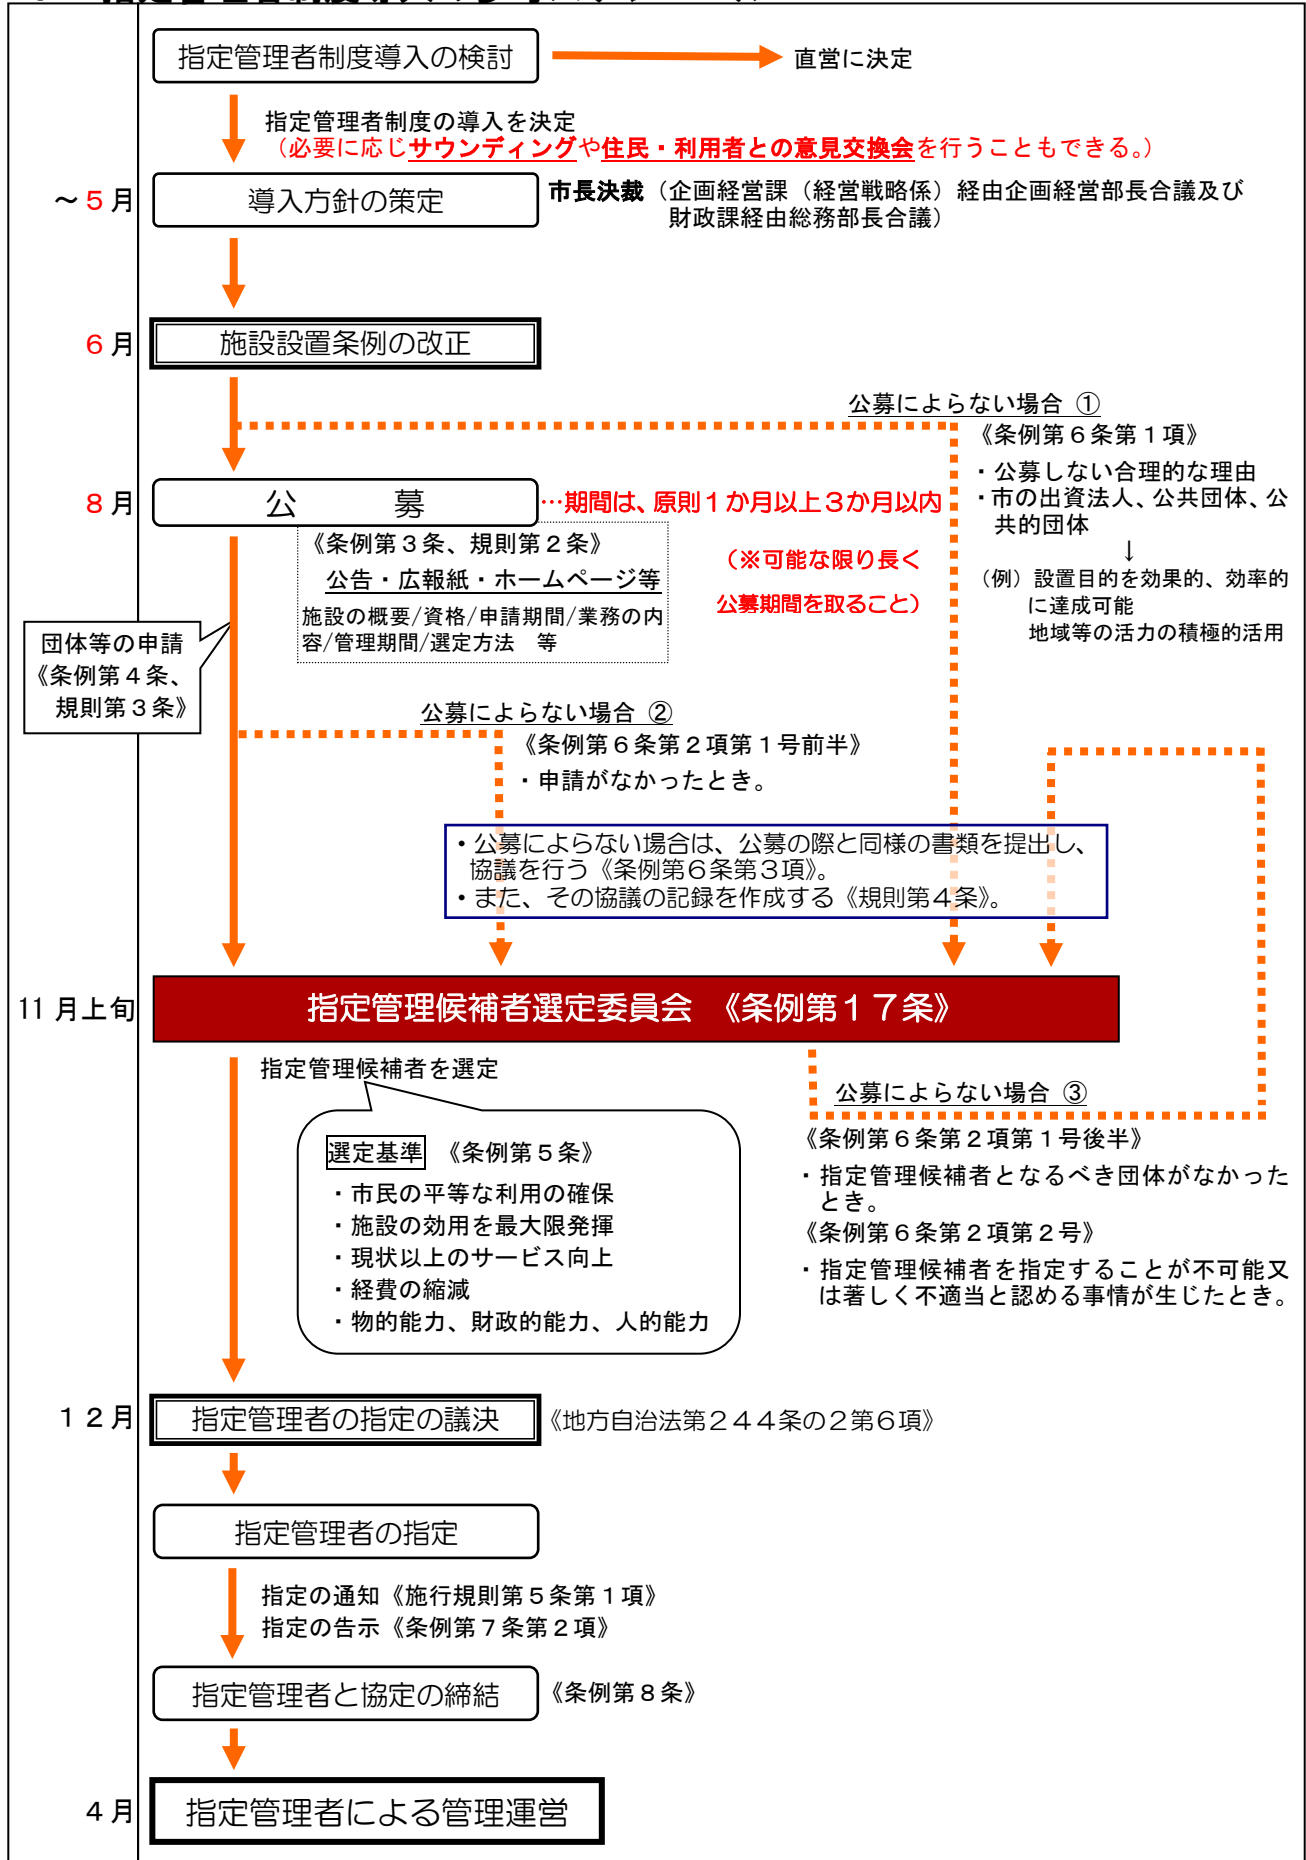 指定管理者制度導入の検討
直営に決定
指定管理者制度の導入を決定
（必要に応じサウンディングや住民・利用者との意見交換会を行うこともできる。）
～５月
導入方針の策定
市長決裁（企画経営課（経営戦略係）経由企画経営部長合議及び
財政課経由総務部長合議）
６月
施設設置条例の改正
公募によらない場合 ①
《条例第６条第１項》
・公募しない合理的な理由
・市の出資法人、公共団体、公
共的団体
↓
（例）設置目的を効果的、効率的
に達成可能
地域等の活力の積極的活用
８月
公　　　募
…期間は、原則１か月以上３か月以内
（※可能な限り長く
公募期間を取ること）
《条例第３条、規則第２条》
公告・広報紙・ホームページ等
施設の概要/資格/申請期間/業務の内
容/管理期間/選定方法　等
団体等の申請
《条例第４条、
規則第３条》
公募によらない場合 ②
《条例第６条第２項第１号前半》
・申請がなかったとき。
・公募によらない場合は、公募の際と同様の書類を提出し、
協議を行う《条例第６条第３項》。
・また、その協議の記録を作成する《規則第４条》。
11 月上旬
指定管理候補者選定委員会　《条例第１７条》
指定管理候補者を選定
選定基準　《条例第５条》
・市民の平等な利用の確保
・施設の効用を最大限発揮
・現状以上のサービス向上
・経費の縮減
・物的能力、財政的能力、人的能力
公募によらない場合 ③
《条例第６条第２項第１号後半》
・指定管理候補者となるべき団体がなかった
とき。
《条例第６条第２項第２号》
・指定管理候補者を指定することが不可能又
は著しく不適当と認める事情が生じたとき。
１２月
指定管理者の指定の議決
《地方自治法第２４４条の２第６項》
指定管理者の指定
指定の通知《施行規則第５条第１項》
指定の告示《条例第７条第２項》
指定管理者と協定の締結
《条例第８条》
４月
指定管理者による管理運営